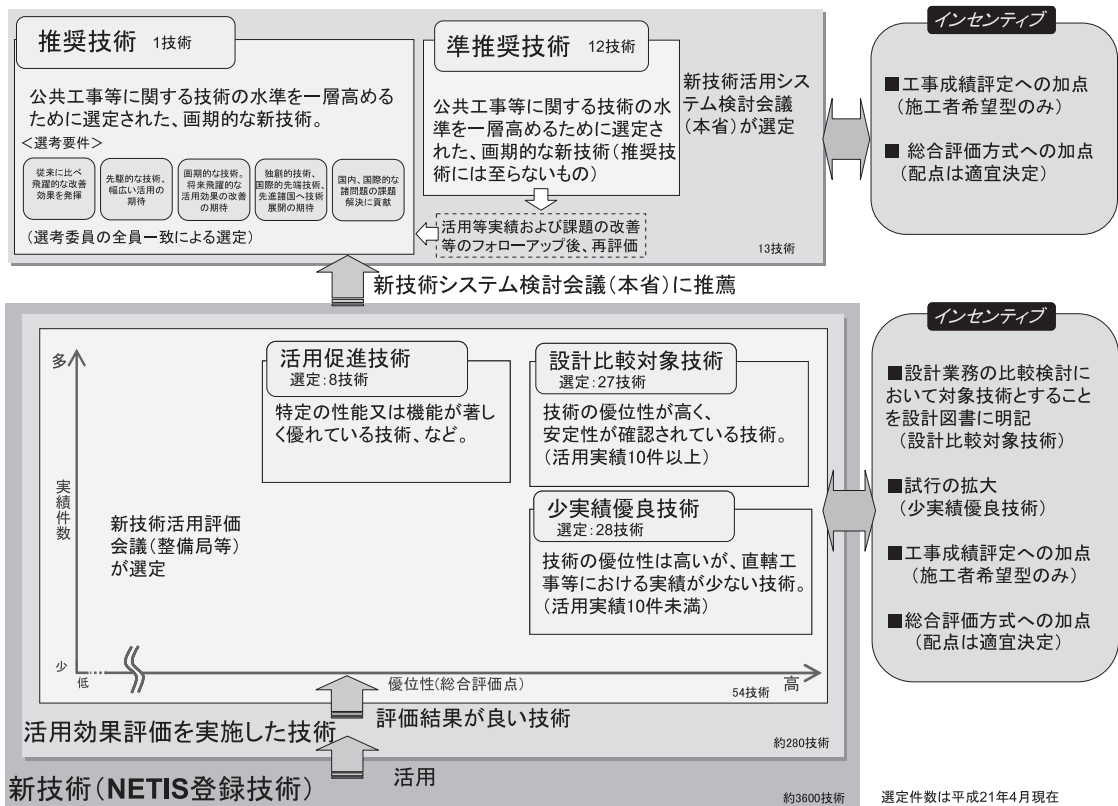 推奨技術 1技術
公共工事等に関する技術の水準を一層高める
ために選定された、画期的な新技術。
<選考要件>
従来に比べ
飛躍的な改善
効果を発揮
先駆的な技術、
幅広い活用の
期待
画期的な技術。
将来飛躍的な
活用効果の改善
の期待
独創的技術、
国際的先端技術、
先進諸国へ技術
展開の期待
国内、国際的な
諸問題の課題
解決に貢献
(選考委員の全員一致による選定)
準推奨技術 12技術
公共工事等に関する技術の水
準を一層高めるために選定さ
れた、画期的な新技術(推奨技
術には至らないもの)
活用等実績および課題の改善
等のフォローアップ後、再評価
新技術活用シス
テム検討会議
(本省)が選定
13技術
インセンティブ
■工事成績評定への加点
(施工者希望型のみ)
■ 総合評価方式への加点
(配点は適宜決定)
新技術システム検討会議(本省)に推薦
多
実績件数
少
低
新技術活用評価
会議(整備局等)
が選定
活用促進技術
選定:8技術
特定の性能又は機能が著し
く優れている技術、など。
設計比較対象技術
選定:27技術
技術の優位性が高く、
安定性が確認されている技術。
(活用実績10件以上)
少実績優良技術
選定:28技術
技術の優位性は高いが、直轄工
事等における実績が少ない技術。
(活用実績10件未満)
優位性(総合評価点)
高
54技術
評価結果が良い技術
活用効果評価を実施した技術
約280技術
活用
新技術(NETIS登録技術)
約3600技術
インセンティブ
■設計業務の比較検討に
おいて対象技術とすること
を設計図書に明記
(設計比較対象技術)
■試行の拡大
(少実績優良技術)
■工事成績評定への加点
(施工者希望型のみ)
■総合評価方式への加点
(配点は適宜決定)
選定件数は平成21年4月現在